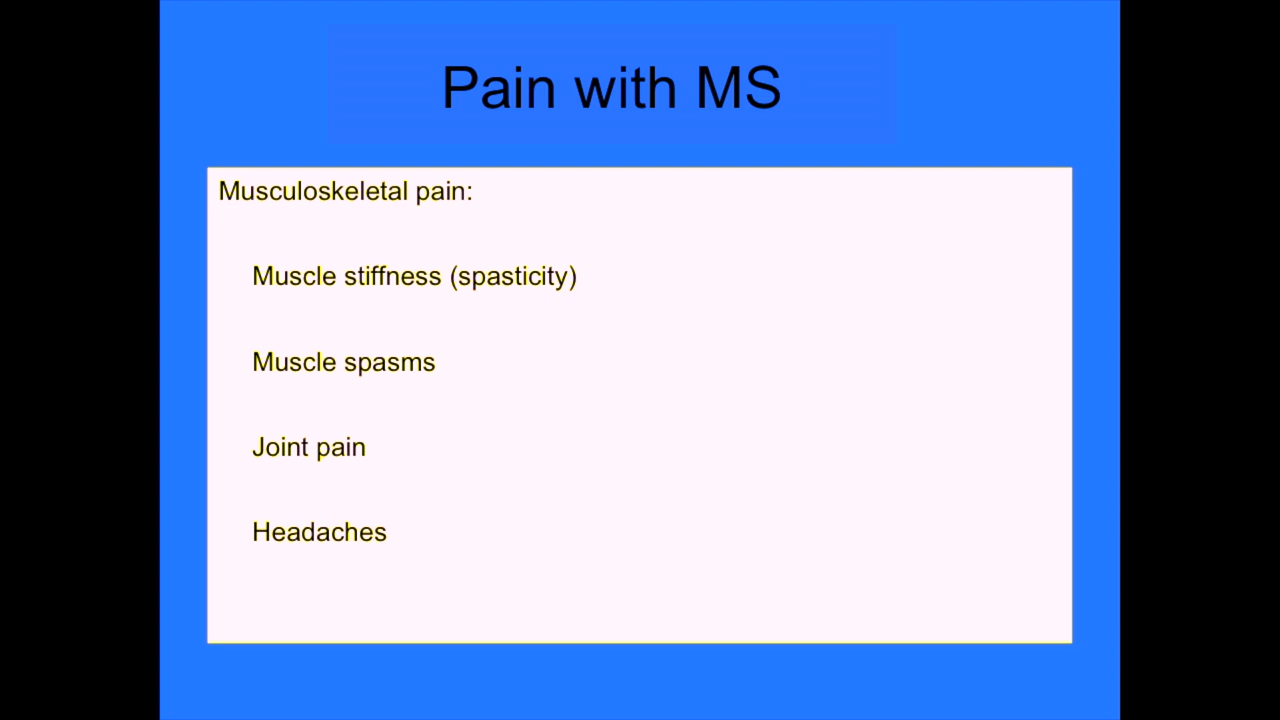 Pain with MS
Musculoskeletal pain:
Muscle stiffness (spasticity)
Muscle spasms
Joint pain
Headaches